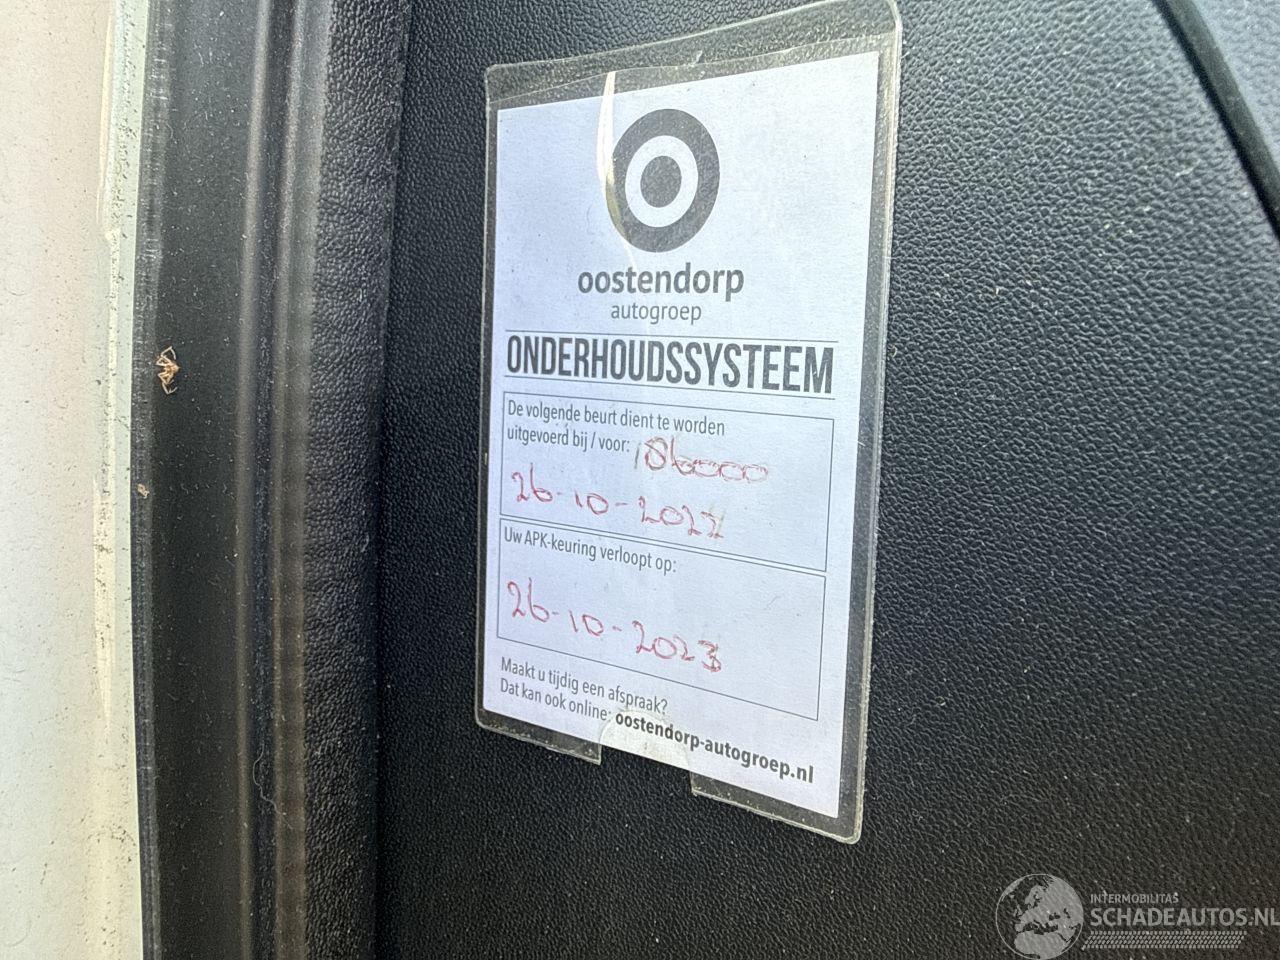 oostendorp
autogroep
ONDERHOUDSSYSTEEM
De volgende beurt dient te worden
uitgevoerd bij / voor: 186000
26-10-2022
Uw APK-keuring verloopt op:
26-10-2023
Maakt u tijdig een afspraak?
Dat kan ook online: oostendorp-autogroep.nl
INTERMOBILITAS
SCHADEAUTOS.NL